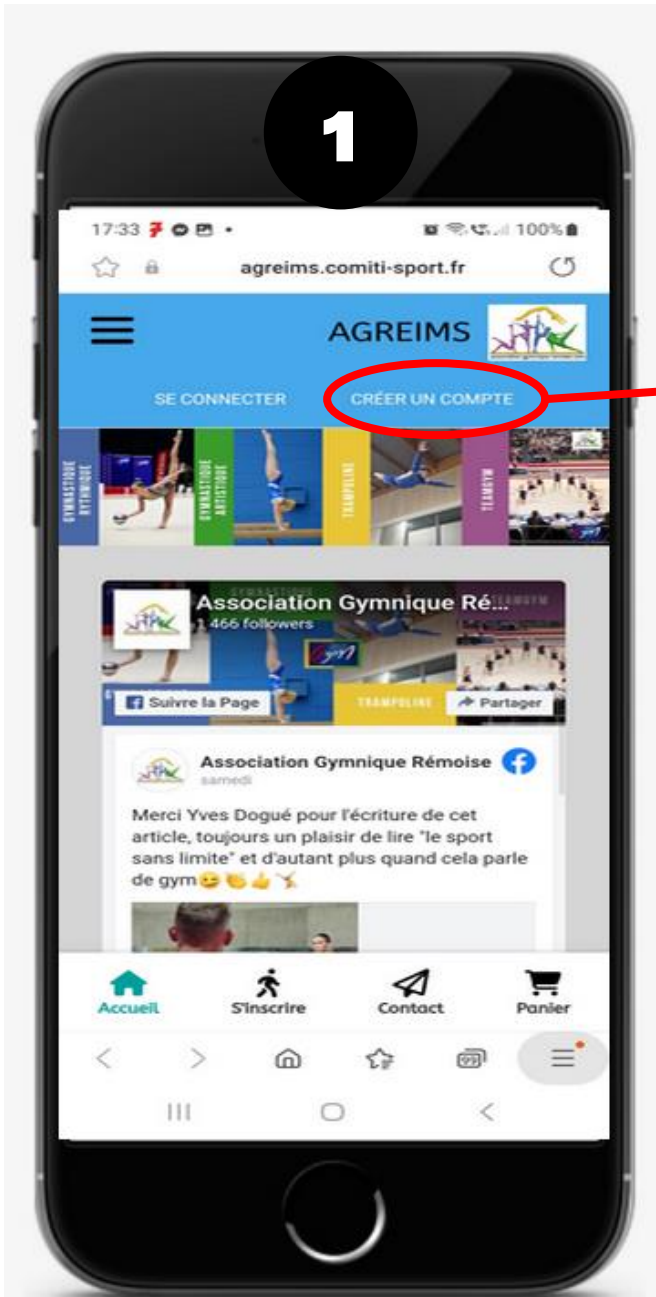 1
17:33
100%
agreims.comiti-sport.fr
AGREIMS
SE CONNECTER
CRÉER UN COMPTE
GYMNASTIQUE
RYTHMIQUE
GYMNASTIQUE
ARTISTIQUE
TRAMPOLINE
TEAMGYM
Association Gymnique Ré...
1 466 followers
Gym
Suivre la Page
TRAMPOLINE
Partager
Association Gymnique Rémoise
samedi
Merci Yves Dogué pour l'écriture de cet
article, toujours un plaisir de lire "le sport
sans limite" et d'autant plus quand cela parle
de gym😉👏👍🤸
Accueil
S'inscrire
Contact
Panier
99